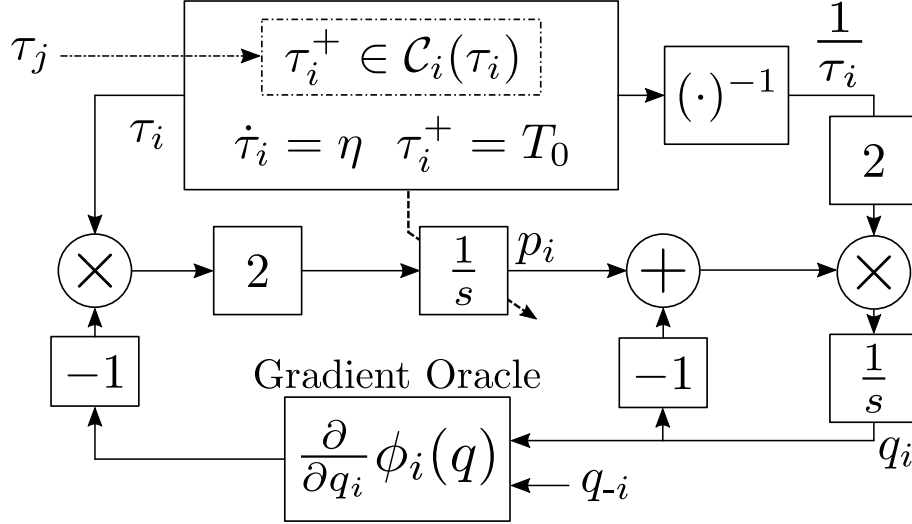 τ_j
τ_i^+ ∈ 𝒞_i(τ_i)
τ̇_i = η τ_i^+ = T_0
(·)^{-1}
1/τ_i
τ_i
2
×
2
1/s
p_i
+
×
−1
−1
1/s
Gradient Oracle
∂/∂q_i ϕ_i(q)
q_i
q_{-i}